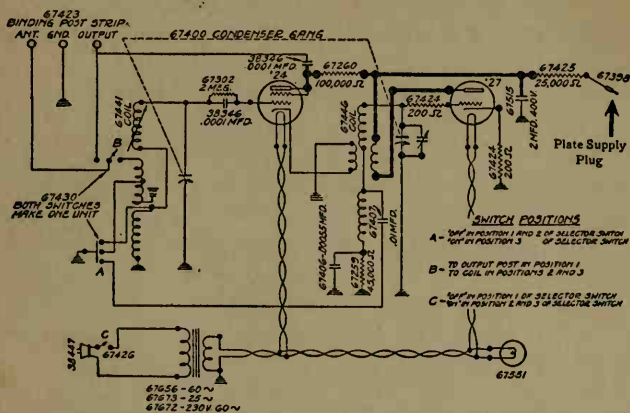 67423
BINDING POST STRIP
ANT. GND. OUTPUT
67400 CONDENSER GANG
38346
.0001 MFD.
'24
67260
100,000 Ω
67302
2 MEG.
38346
.0001 MFD.
67441
COIL
B
67430
BOTH SWITCHES
MAKE ONE UNIT
A
67446
COIL
67424
200 Ω
'27
67425
25,000 Ω
67398
67515
2 MFD. 400V.
Plate Supply
Plug
67424
200 Ω
67407
.01 MFD.
67406-.00035 MFD.
67259
45,000 Ω
SWITCH POSITIONS
A - "OFF" IN POSITION 1 AND 2 OF SELECTOR SWITCH
"ON" IN POSITION 3 OF SELECTOR SWITCH
B - TO OUTPUT POST IN POSITION 1
TO COIL IN POSITIONS 2 AND 3
C - "OFF" IN POSITION 1 OF SELECTOR SWITCH
"ON" IN POSITION 2 AND 3 OF SELECTOR SWITCH
C
67426
38447
67656 - 60 ~
67673 - 25 ~
67672 - 230V. 60 ~
67551